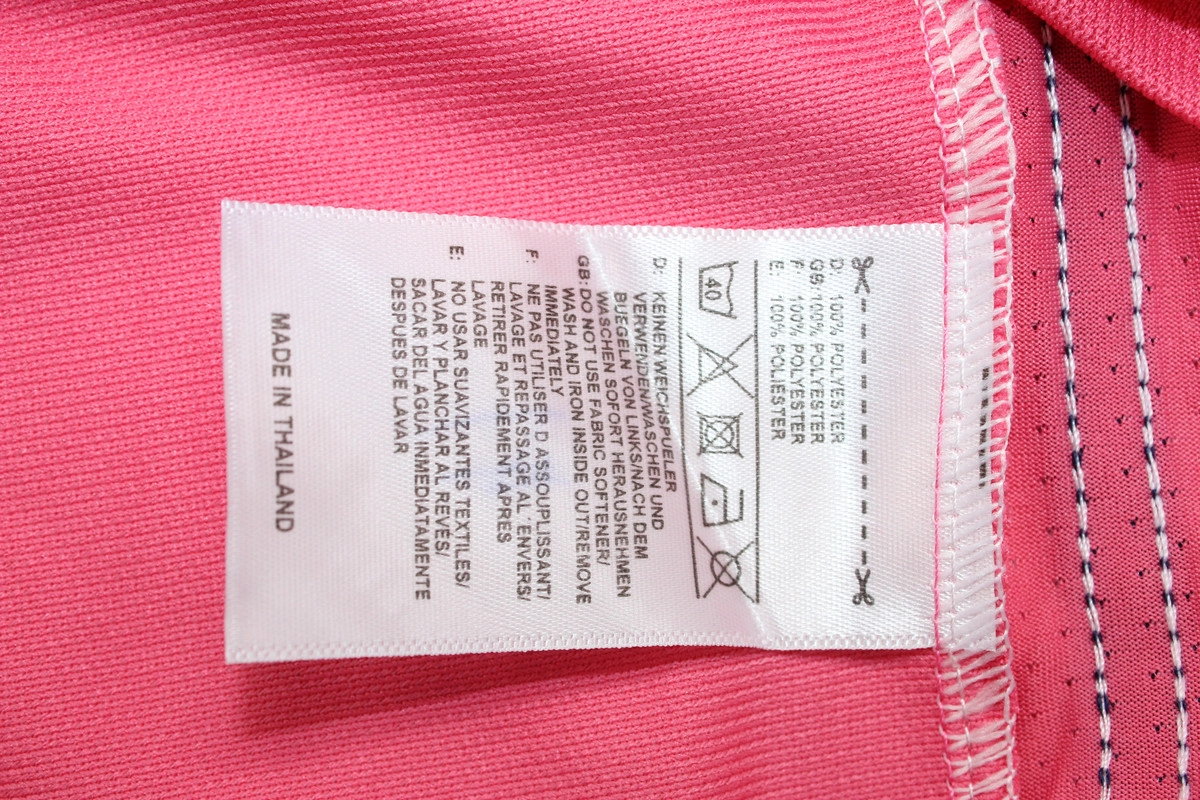 D: 100% POLYESTER
GB: 100% POLYESTER
F: 100% POLYESTER
E: 100% POLIESTER
40
D: KEINEN WEICHSPUELER
VERWENDEN/WASCHEN UND
BUEGELN VON LINKS/NACH DEM
WASCHEN SOFORT HERAUSNEHMEN
GB: DO NOT USE FABRIC SOFTENER/
WASH AND IRON INSIDE OUT/REMOVE
IMMEDIATELY
F: NE PAS UTILISER D ASSOUPLISSANT/
LAVAGE ET REPASSAGE AL' ENVERS/
RETIRER RAPIDEMENT APRES
LAVAGE
E: NO USAR SUAVIZANTES TEXTILES/
LAVAR Y PLANCHAR AL REVÉS/
SACAR DEL AGUA INMEDIATAMENTE
DESPUES DE LAVAR
MADE IN THAILAND